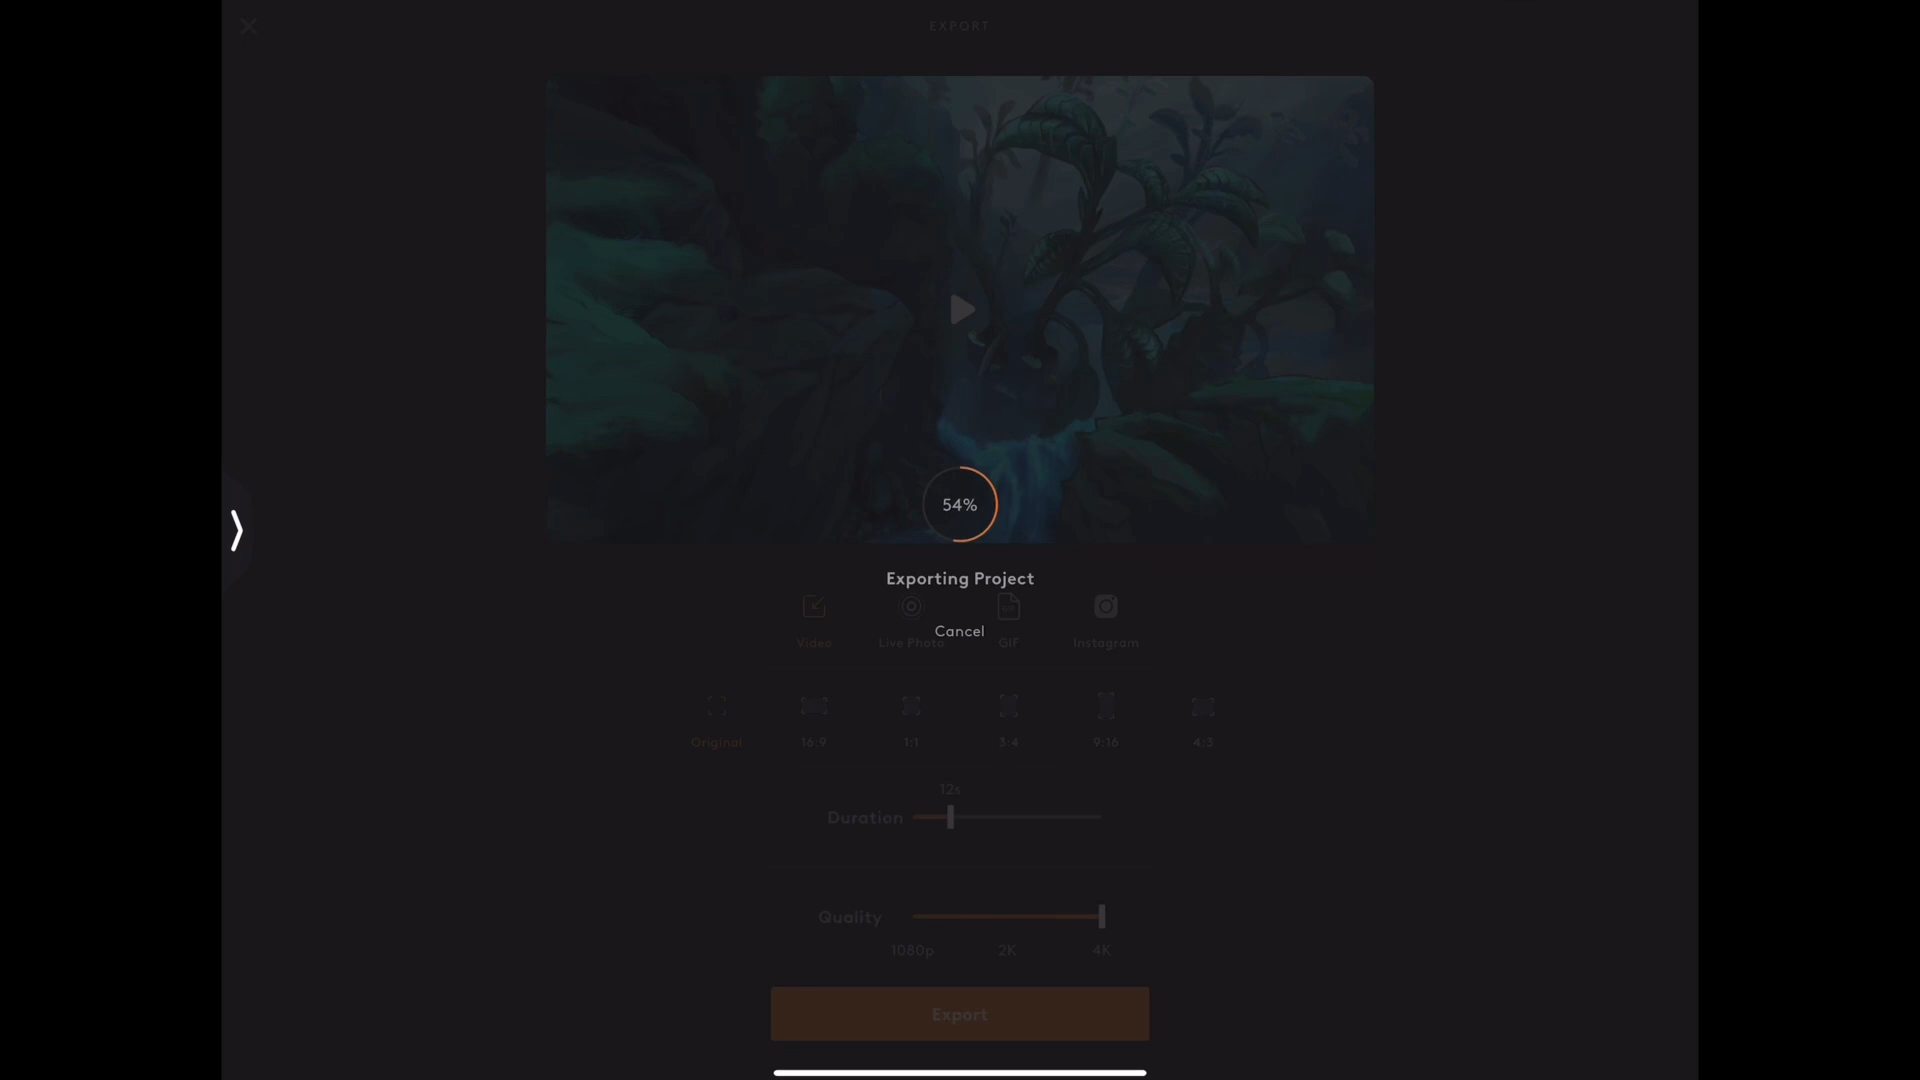 EXPORT
54%
Exporting Project
Cancel
Video
Live Photo
GIF
Instagram
Original
16:9
1:1
3:4
9:16
4:3
12s
Duration
Quality
1080p
2K
4K
Export